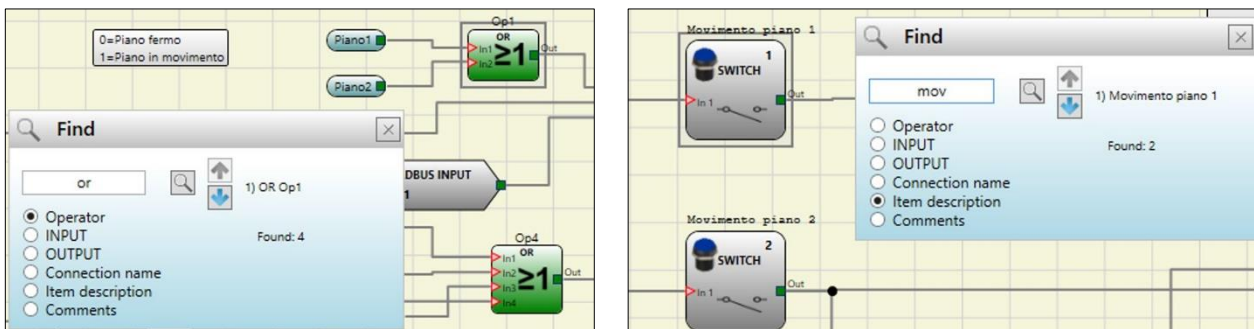 0=Piano fermo
1=Piano in movimento
Piano1
Piano2
Op1
OR
In1
In2
≥1
Out
Find
or
1) OR Op1
Operator
INPUT
OUTPUT
Connection name
Item description
Comments
Found: 4
DBUS INPUT
1
Op4
OR
In1
In2
In3
In4
≥1
Out
Movimento piano 1
1
SWITCH
In 1
Out
Movimento piano 2
2
SWITCH
In 1
Out
Find
mov
1) Movimento piano 1
Operator
INPUT
OUTPUT
Connection name
Item description
Comments
Found: 2